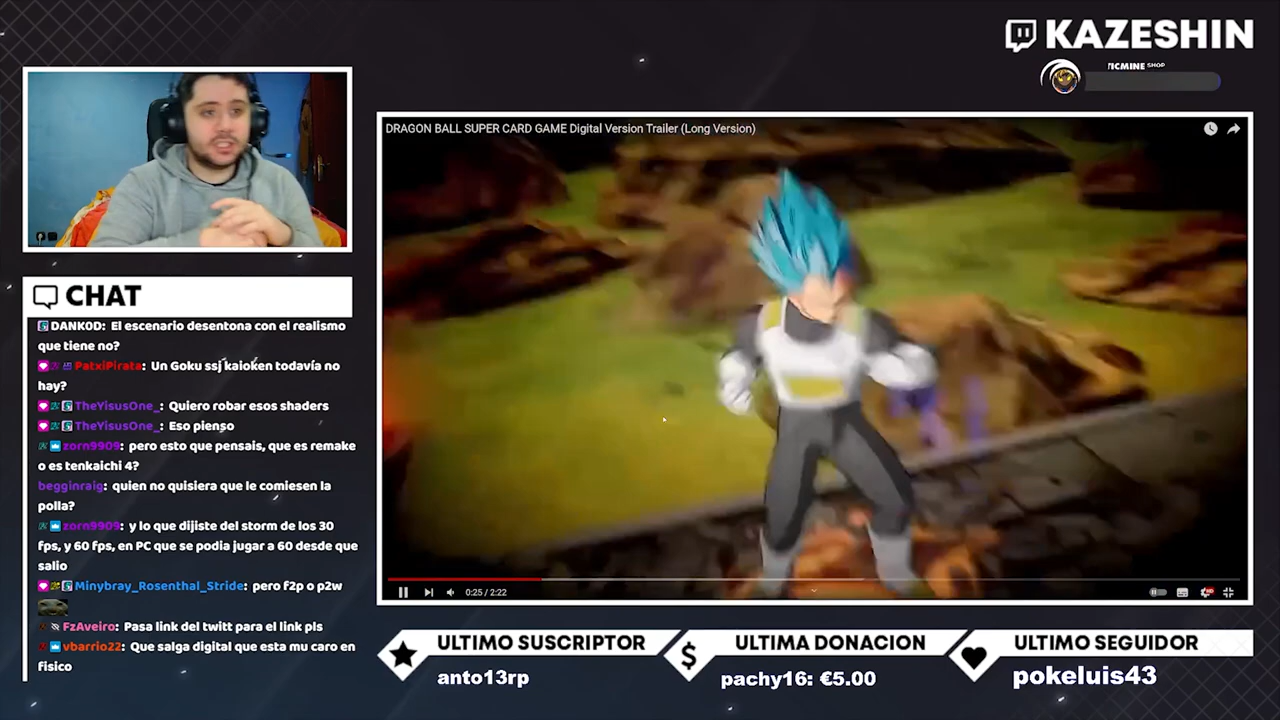 KAZESHIN
TICMINE SHOP
DRAGON BALL SUPER CARD GAME Digital Version Trailer (Long Version)
CHAT
DANK0D: El escenario desentona con el realismo
que tiene no?
PatxiPirata: Un Goku ssj kaioken todavía no
hay?
TheYisusOne_: Quiero robar esos shaders
TheYisusOne_: Eso pienso
zorn9909: pero esto que pensais, que es remake
o es tenkaichi 4?
begginraig: quien no quisiera que le comiesen la
polla?
zorn9909: y lo que dijiste del storm de los 30
fps, y 60 fps, en PC que se podia jugar a 60 desde que
salio
Minybray_Rosenthal_Stride: pero f2p o p2w
FzAveiro: Pasa link del twitt para el link pls
vbarrio22: Que salga digital que esta mu caro en
fisico
0:25 / 2:22
HD
ULTIMO SUSCRIPTOR
anto13rp
ULTIMA DONACION
pachy16: €5.00
ULTIMO SEGUIDOR
pokeluis43